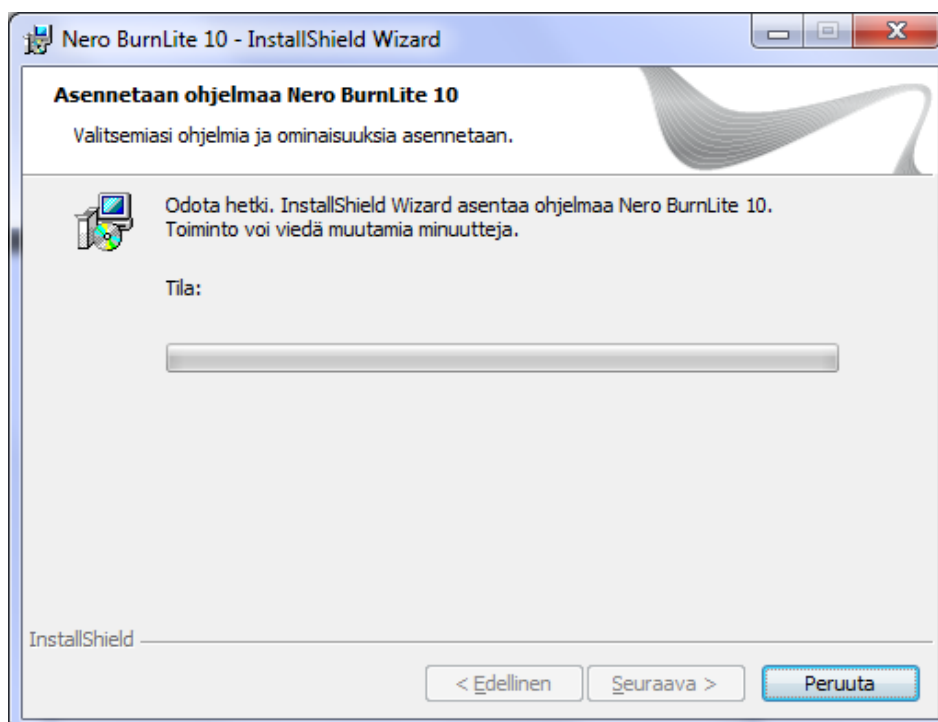 Nero BurnLite 10 - InstallShield Wizard
Asennetaan ohjelmaa Nero BurnLite 10
Valitsemiasi ohjelmia ja ominaisuuksia asennetaan.
Odota hetki. InstallShield Wizard asentaa ohjelmaa Nero BurnLite 10.
Toiminto voi viedä muutamia minuutteja.
Tila:
InstallShield
< Edellinen
Seuraava >
Peruuta